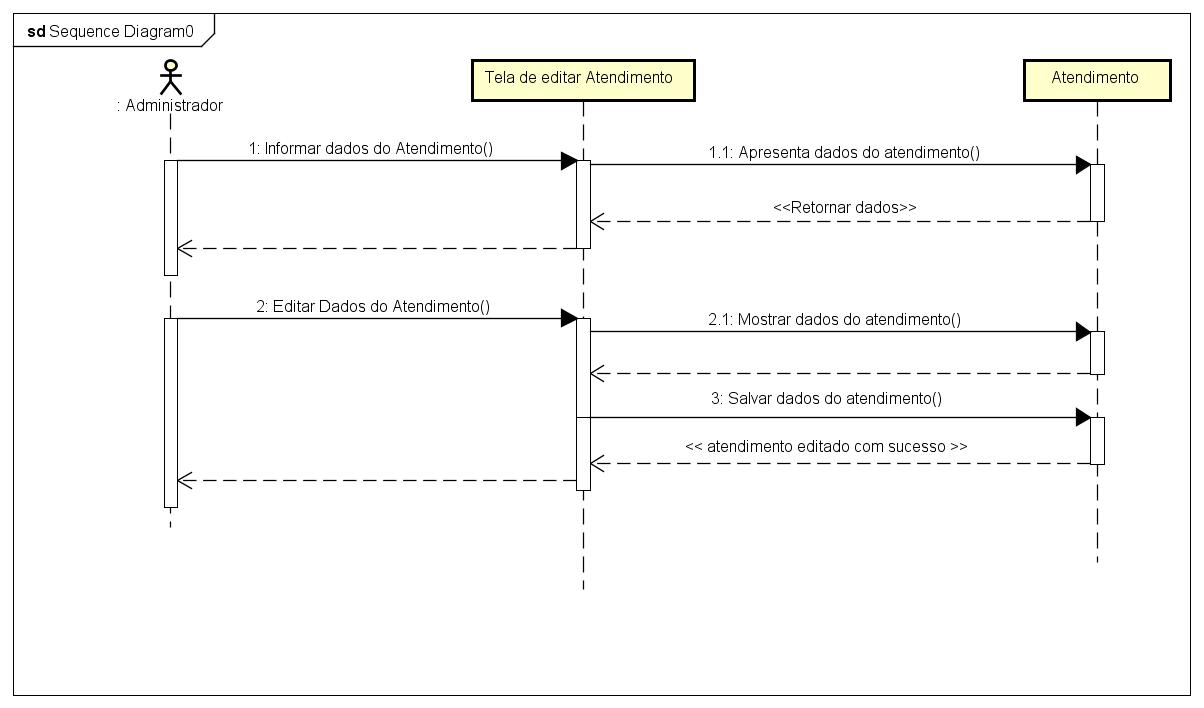 sd Sequence Diagram0
: Administrador
Tela de editar Atendimento
Atendimento
1: Informar dados do Atendimento()
1.1: Apresenta dados do atendimento()
<<Retornar dados>>
2: Editar Dados do Atendimento()
2.1: Mostrar dados do atendimento()
3: Salvar dados do atendimento()
<< atendimento editado com sucesso >>